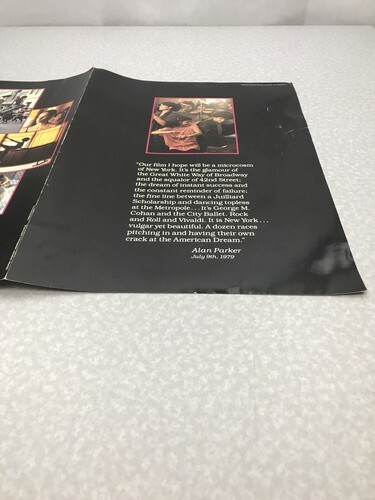 "Our film I hope will be a microcosm
of New York. It's the glamour of
the Great White Way of Broadway
and the squalor of 42nd Street;
the dream of instant success and
the constant reminder of failure;
the fine line between a Juilliard
Scholarship and dancing topless
at the Metropole... It's George M.
Cohan and the City Ballet. Rock
and Roll and Vivaldi. It is New York...
vulgar yet beautiful. A dozen races
pitching in and having their own
crack at the American Dream."
Alan Parker
July 9th, 1979